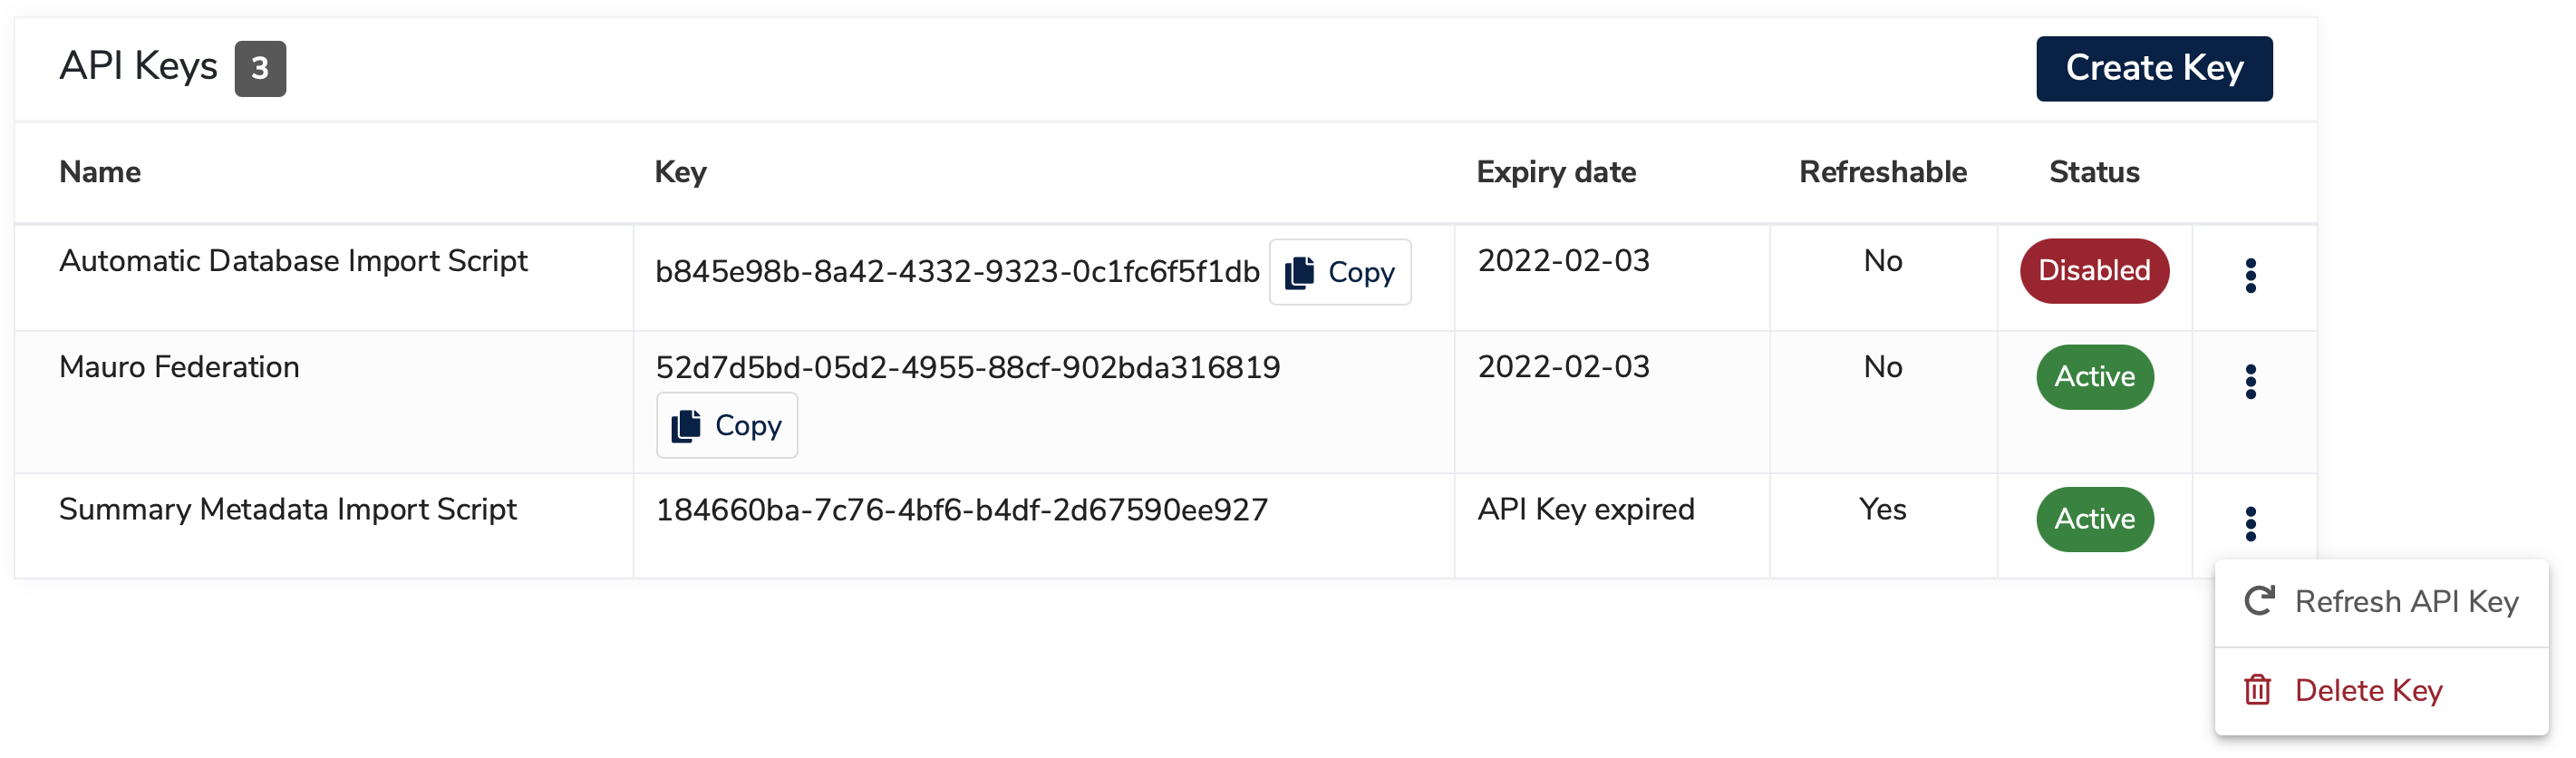 API Keys 3 Create Key
Name Key Expiry date Refreshable Status
Automatic Database Import Script b845e98b-8a42-4332-9323-0c1fc6f5f1db Copy 2022-02-03 No Disabled
Mauro Federation 52d7d5bd-05d2-4955-88cf-902bda316819 2022-02-03 No Active
Copy
Summary Metadata Import Script 184660ba-7c76-4bf6-b4df-2d67590ee927 API Key expired Yes Active
Refresh API Key
Delete Key